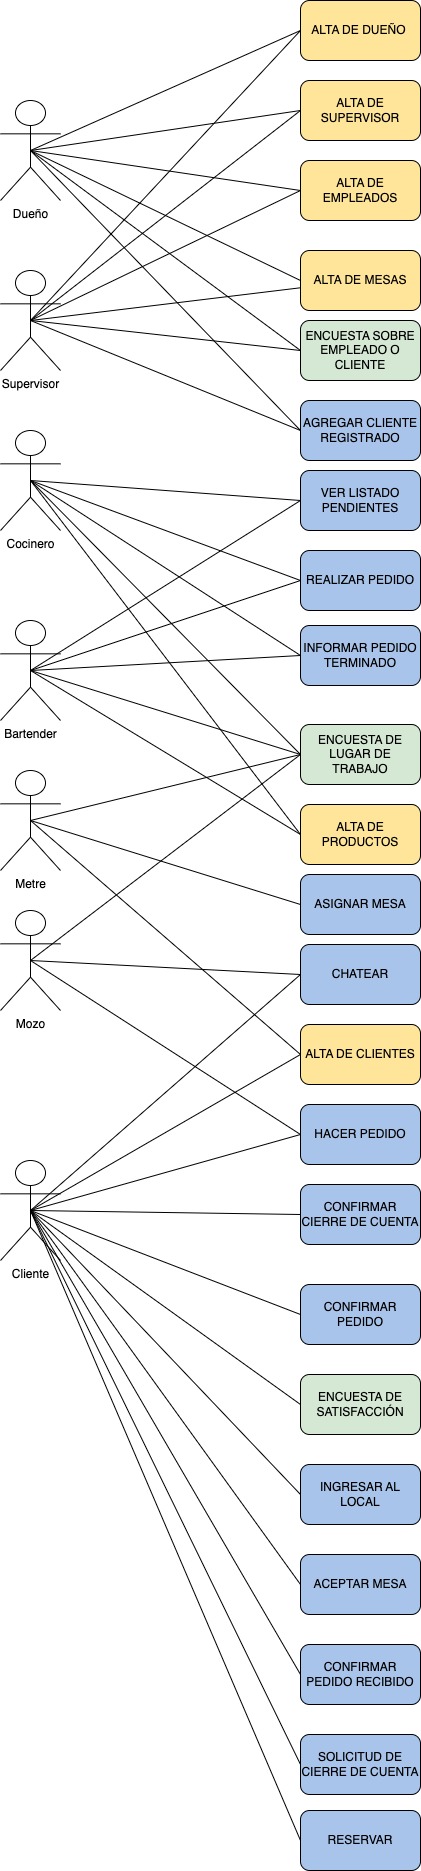 ALTA DE DUEÑO
ALTA DE
SUPERVISOR
ALTA DE
EMPLEADOS
Dueño
ALTA DE MESAS
ENCUESTA SOBRE
EMPLEADO O
CLIENTE
Supervisor
AGREGAR CLIENTE
REGISTRADO
VER LISTADO
PENDIENTES
Cocinero
REALIZAR PEDIDO
INFORMAR PEDIDO
TERMINADO
Bartender
ENCUESTA DE
LUGAR DE
TRABAJO
ALTA DE
PRODUCTOS
Metre
ASIGNAR MESA
CHATEAR
Mozo
ALTA DE CLIENTES
HACER PEDIDO
CONFIRMAR
CIERRE DE CUENTA
Cliente
CONFIRMAR
PEDIDO
ENCUESTA DE
SATISFACCIÓN
INGRESAR AL
LOCAL
ACEPTAR MESA
CONFIRMAR
PEDIDO RECIBIDO
SOLICITUD DE
CIERRE DE CUENTA
RESERVAR